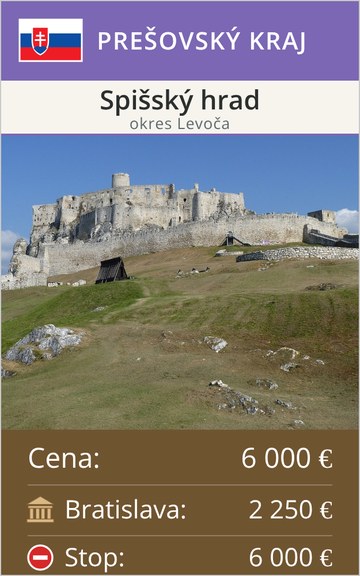 PREŠOVSKÝ KRAJ
Spišský hrad
okres Levoča
Cena: 6 000 €
Bratislava: 2 250 €
Stop: 6 000 €